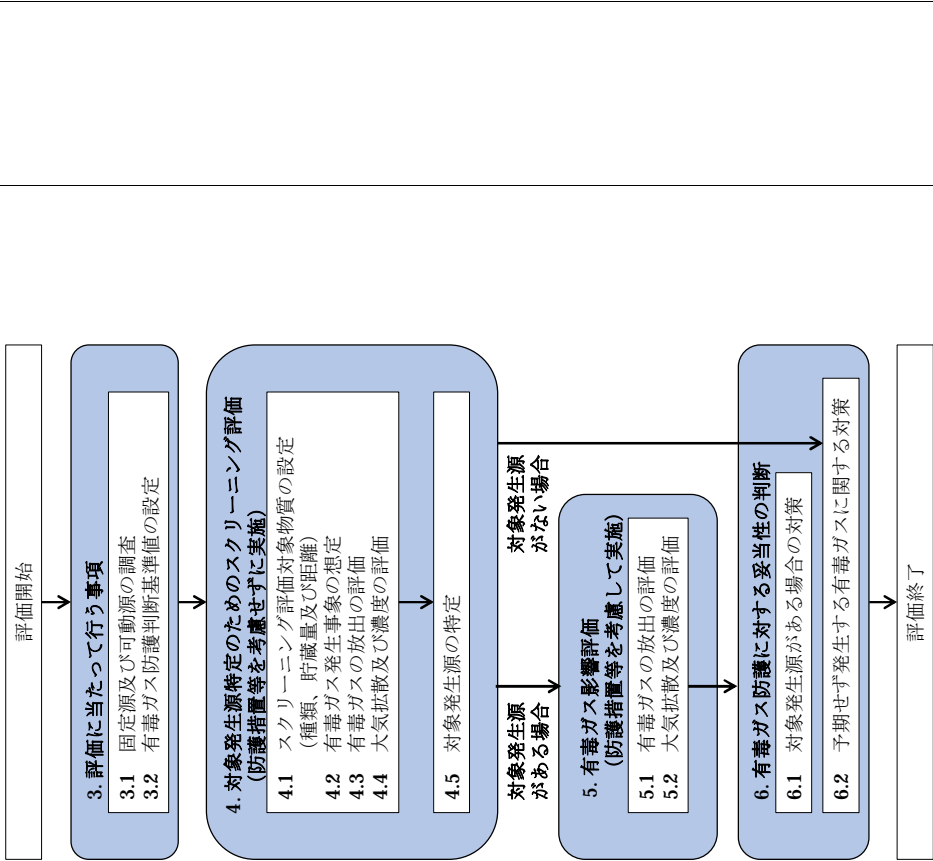 評価開始
3. 評価に当たって行う事項
3.1 固定源及び可動源の調査
3.2 有毒ガス防護判断基準値の設定
4. 対象発生源特定のためのスクリーニング評価
(防護措置等を考慮せずに実施)
4.1 スクリーニング評価対象物質の設定
(種類、貯蔵量及び距離)
4.2 有毒ガス発生事象の想定
4.3 有毒ガスの放出の評価
4.4 大気拡散及び濃度の評価
4.5 対象発生源の特定
対象発生源
がある場合
対象発生源
がない場合
5. 有毒ガス影響評価
(防護措置等を考慮して実施)
5.1 有毒ガスの放出の評価
5.2 大気拡散及び濃度の評価
6. 有毒ガス防護に対する妥当性の判断
6.1 対象発生源がある場合の対策
6.2 予期せず発生する有毒ガスに関する対策
評価終了